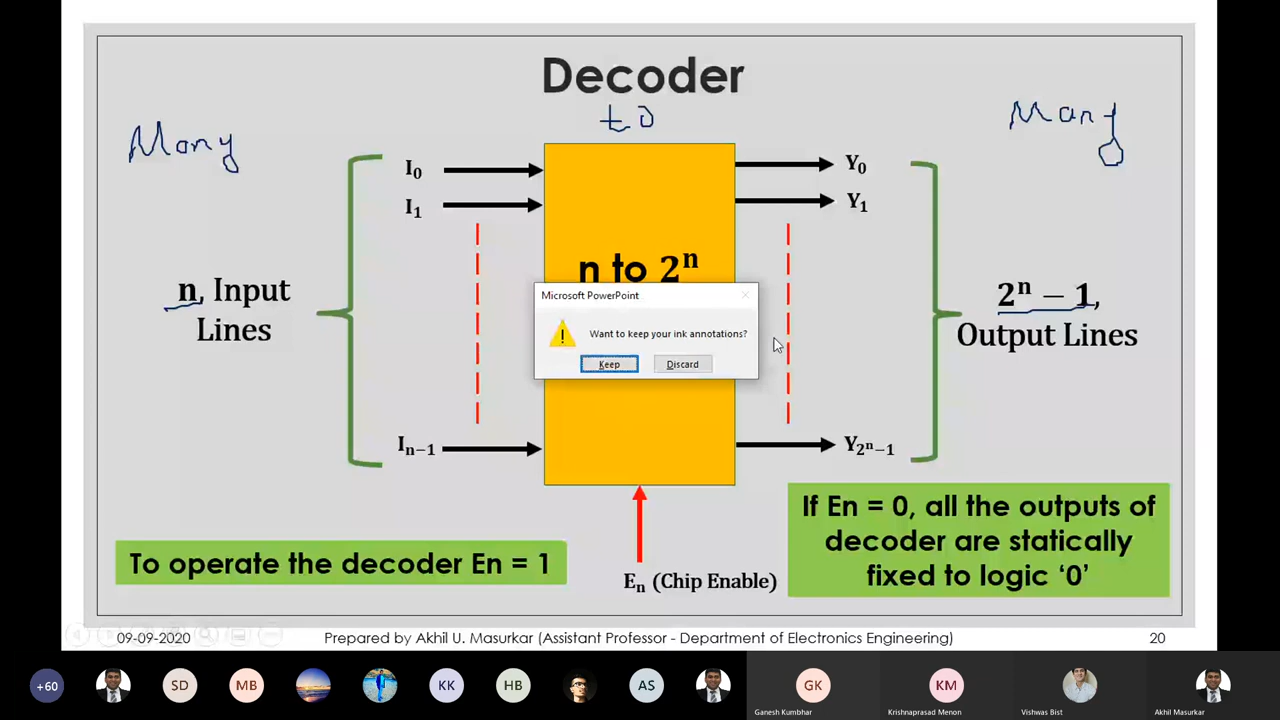 Decoder
Many
to
Many
I₀
I₁
Iₙ₋₁
n, Input
Lines
n to 2ⁿ
Y₀
Y₁
Y₂ⁿ₋₁
2ⁿ − 1,
Output Lines
Microsoft PowerPoint
Want to keep your ink annotations?
Keep
Discard
To operate the decoder En = 1
Eₙ (Chip Enable)
If En = 0, all the outputs of
decoder are statically
fixed to logic ‘0’
09-09-2020
Prepared by Akhil U. Masurkar (Assistant Professor - Department of Electronics Engineering)
20
+60
SD
MB
KK
HB
AS
GK
Ganesh Kumbhar
KM
Krishnaprasad Menon
Vishwas Bist
Akhil Masurkar